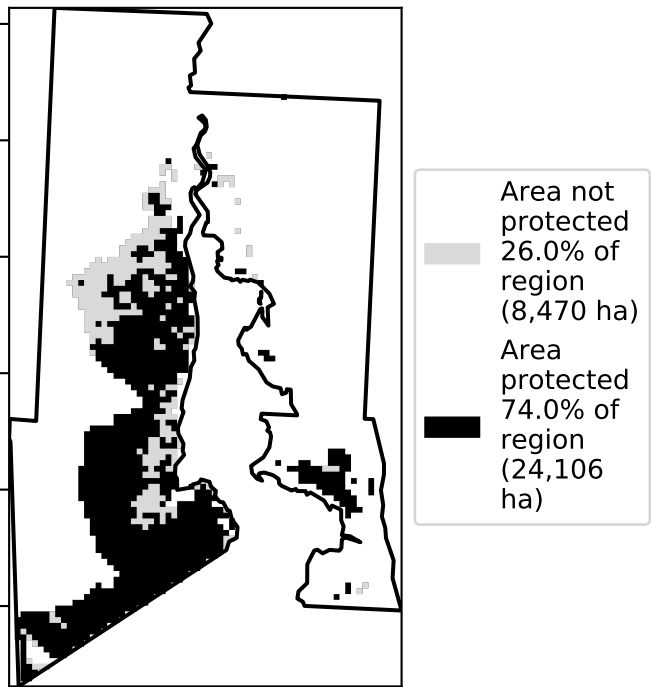 Area not
protected
26.0% of
region
(8,470 ha)
Area
protected
74.0% of
region
(24,106
ha)